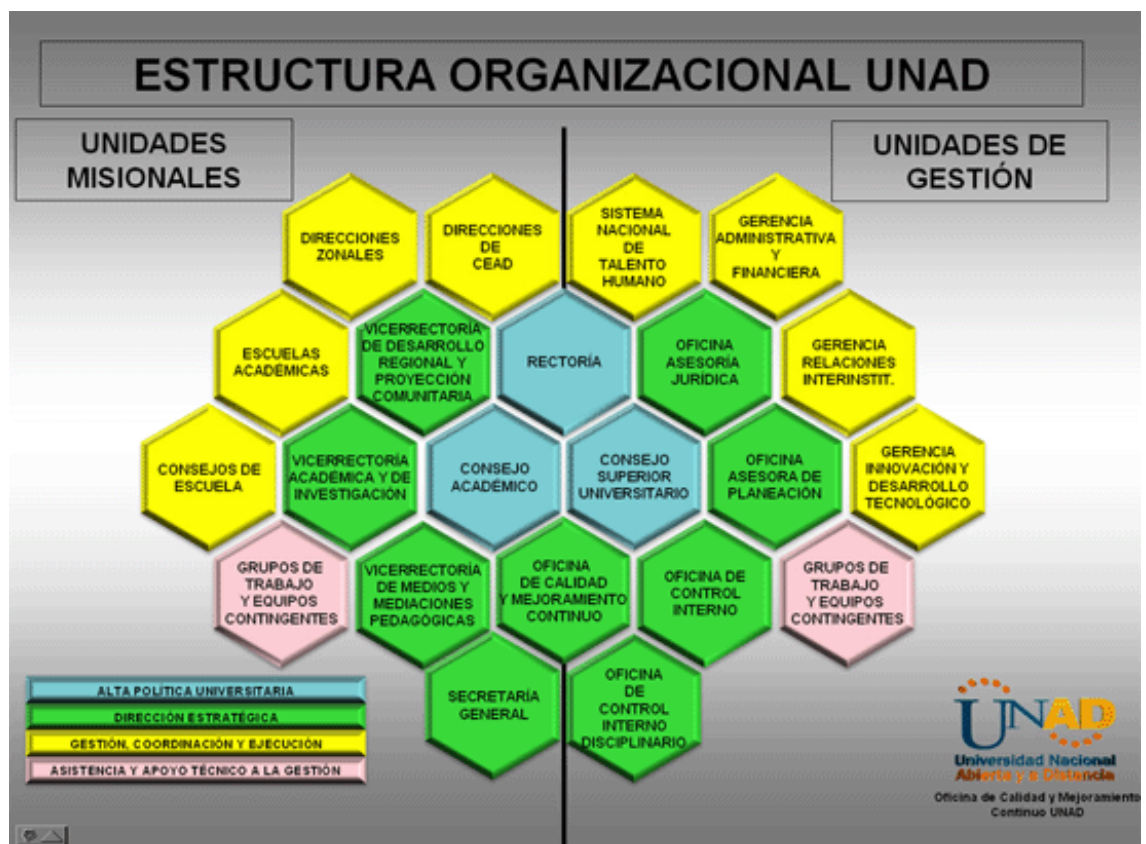 ESTRUCTURA ORGANIZACIONAL UNAD
UNIDADES
MISIONALES
UNIDADES DE
GESTIÓN
DIRECCIONES
ZONALES
DIRECCIONES
DE
CEAD
SISTEMA
NACIONAL
DE
TALENTO
HUMANO
GERENCIA
ADMINISTRATIVA
Y
FINANCIERA
ESCUELAS
ACADÉMICAS
VICERRECTORÍA
DE DESARROLLO
REGIONAL Y
PROYECCIÓN
COMUNITARIA
RECTORÍA
OFICINA
ASESORÍA
JURÍDICA
GERENCIA
RELACIONES
INTERINSTIT.
CONSEJOS DE
ESCUELA
VICERRECTORÍA
ACADÉMICA Y DE
INVESTIGACIÓN
CONSEJO
ACADÉMICO
CONSEJO
SUPERIOR
UNIVERSITARIO
OFICINA
ASESORA DE
PLANEACIÓN
GERENCIA
INNOVACIÓN Y
DESARROLLO
TECNOLÓGICO
GRUPOS DE
TRABAJO
Y EQUIPOS
CONTINGENTES
VICERRECTORÍA
DE MEDIOS Y
MEDIACIONES
PEDAGÓGICAS
OFICINA
DE CALIDAD
Y MEJORAMIENTO
CONTINUO
OFICINA DE
CONTROL
INTERNO
GRUPOS DE
TRABAJO
Y EQUIPOS
CONTINGENTES
SECRETARÍA
GENERAL
OFICINA
DE
CONTROL
INTERNO
DISCIPLINARIO
ALTA POLÍTICA UNIVERSITARIA
DIRECCIÓN ESTRATÉGICA
GESTIÓN, COORDINACIÓN Y EJECUCIÓN
ASISTENCIA Y APOYO TÉCNICO A LA GESTIÓN
UNAD
Universidad Nacional
Abierta y a Distancia
Oficina de Calidad y Mejoramiento
Continuo UNAD